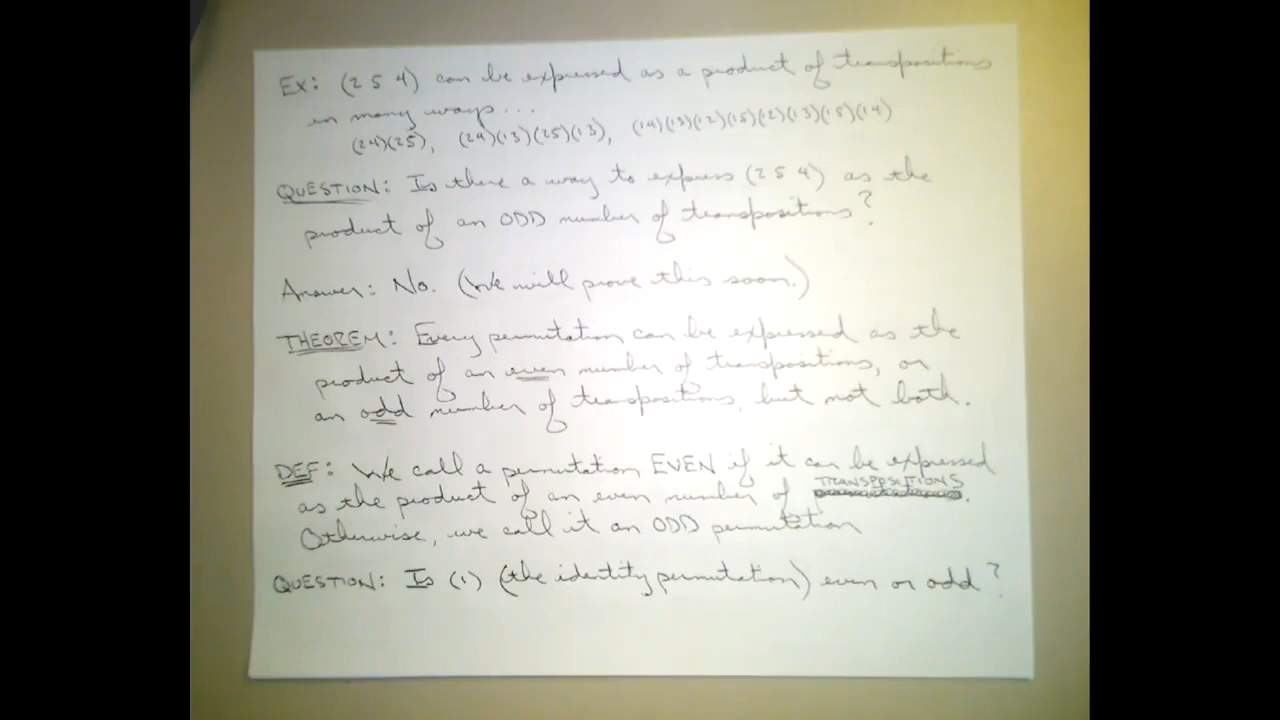 Ex: (2 5 4) can be expressed as a product of transpositions
in many ways...
(24)(25), (24)(13)(25)(13), (14)(13)(12)(15)(12)(13)(15)(14)
QUESTION: Is there a way to express (2 5 4) as the
product of an ODD number of transpositions?
Answer: No. (We will prove this soon.)
THEOREM: Every permutation can be expressed as the
product of an even number of transpositions, or
an odd number of transpositions, but not both.
DEF: We call a permutation EVEN if it can be expressed
as the product of an even number of TRANSPOSITIONS.
Otherwise, we call it an ODD permutation
QUESTION: Is (1) (the identity permutation) even or odd?